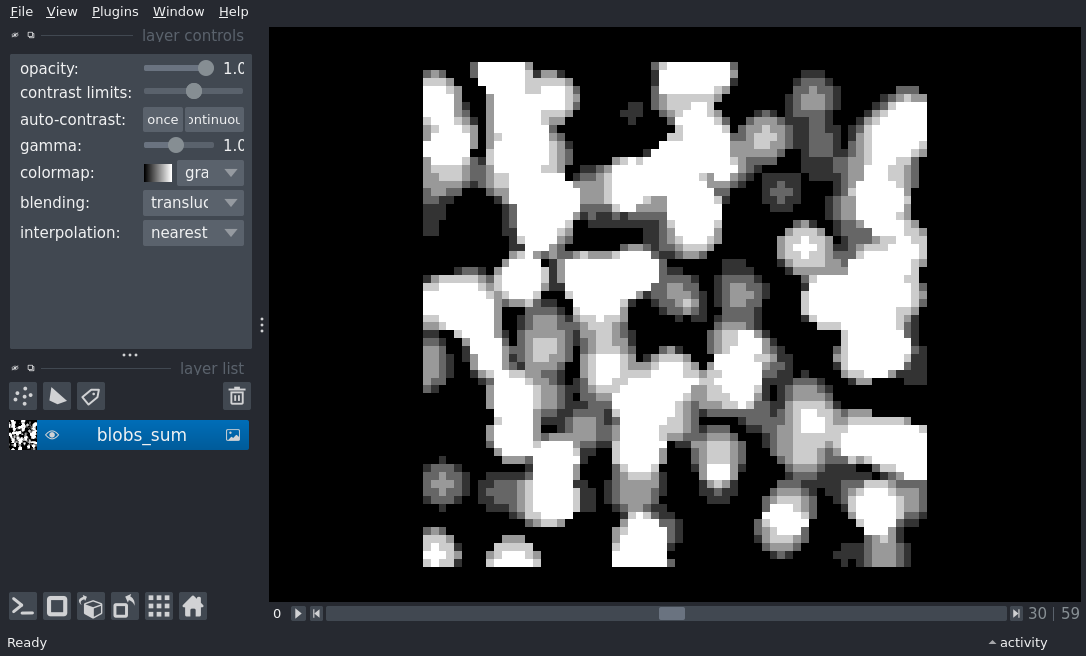 File View Plugins Window Help
layer controls
opacity: 1.0
contrast limits:
auto-contrast: once ontinuou
gamma: 1.0
colormap: gra
blending: transluc
interpolation: nearest
layer list
blobs_sum
0 30 | 59
Ready activity